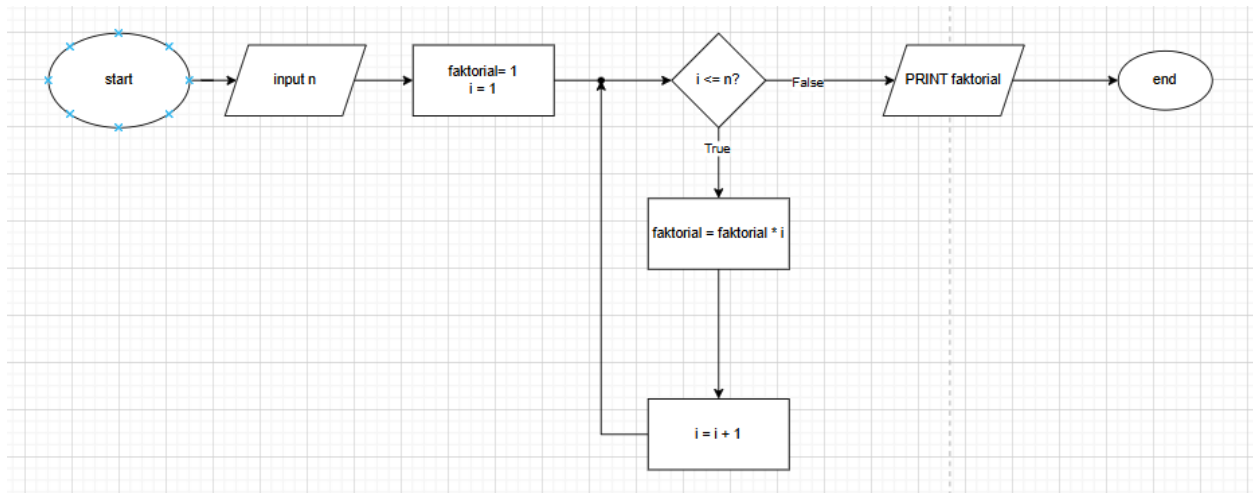 start
input n
faktorial= 1
i = 1
i <= n?
False
PRINT faktorial
end
True
faktorial = faktorial * i
i = i + 1